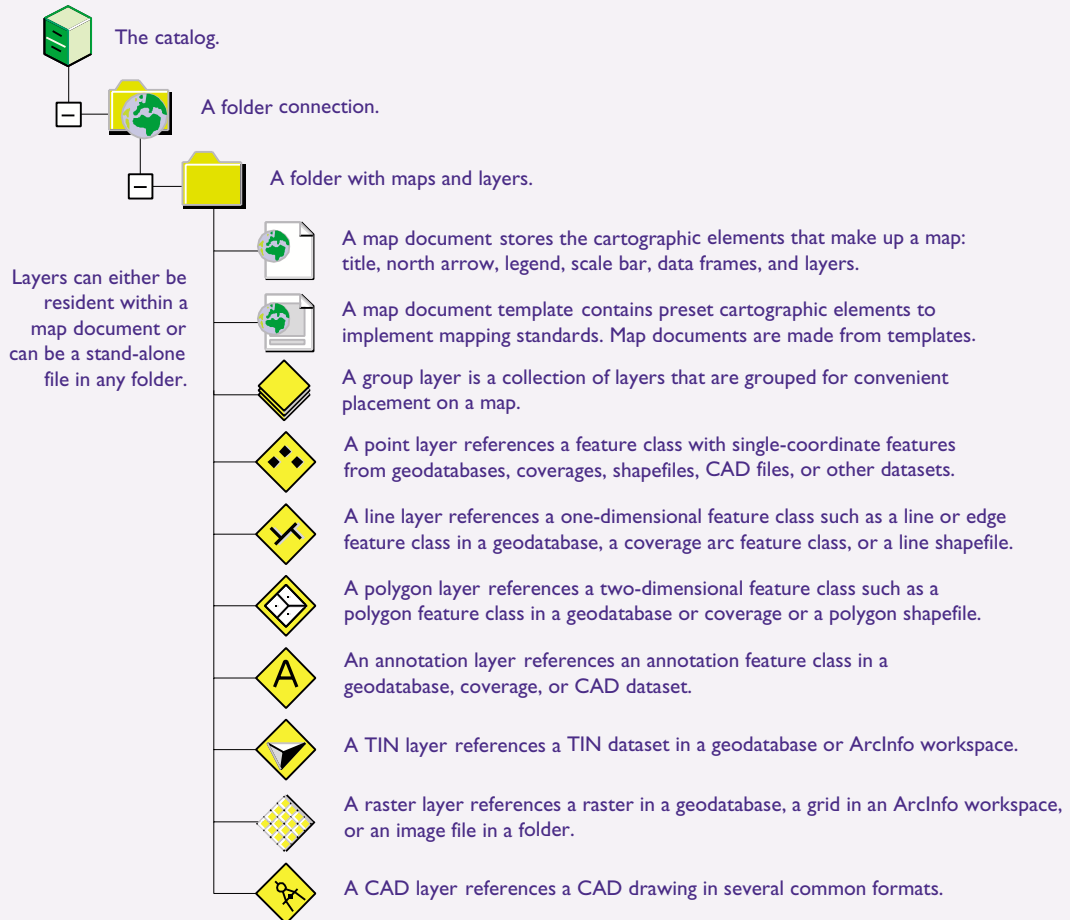 The catalog.
A folder connection.
A folder with maps and layers.
Layers can either be
resident within a
map document or
can be a stand-alone
file in any folder.
A map document stores the cartographic elements that make up a map:
title, north arrow, legend, scale bar, data frames, and layers.
A map document template contains preset cartographic elements to
implement mapping standards. Map documents are made from templates.
A group layer is a collection of layers that are grouped for convenient
placement on a map.
A point layer references a feature class with single-coordinate features
from geodatabases, coverages, shapefiles, CAD files, or other datasets.
A line layer references a one-dimensional feature class such as a line or edge
feature class in a geodatabase, a coverage arc feature class, or a line shapefile.
A polygon layer references a two-dimensional feature class such as a
polygon feature class in a geodatabase or coverage or a polygon shapefile.
A
An annotation layer references an annotation feature class in a
geodatabase, coverage, or CAD dataset.
A TIN layer references a TIN dataset in a geodatabase or ArcInfo workspace.
A raster layer references a raster in a geodatabase, a grid in an ArcInfo workspace,
or an image file in a folder.
A CAD layer references a CAD drawing in several common formats.